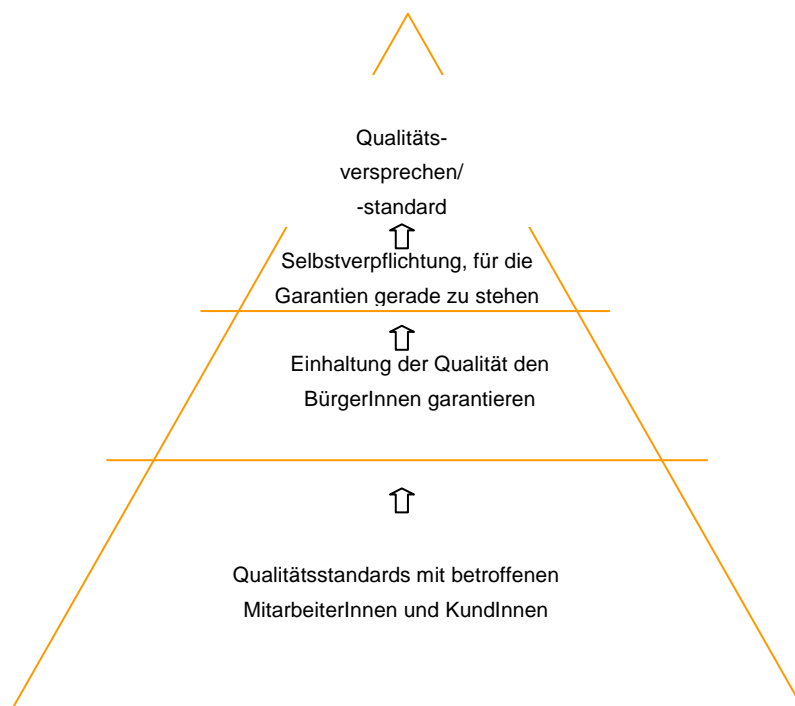 Qualitäts-
versprechen/
-standard
Selbstverpflichtung, für die
Garantien gerade zu stehen
Einhaltung der Qualität den
BürgerInnen garantieren
Qualitätsstandards mit betroffenen
MitarbeiterInnen und KundInnen